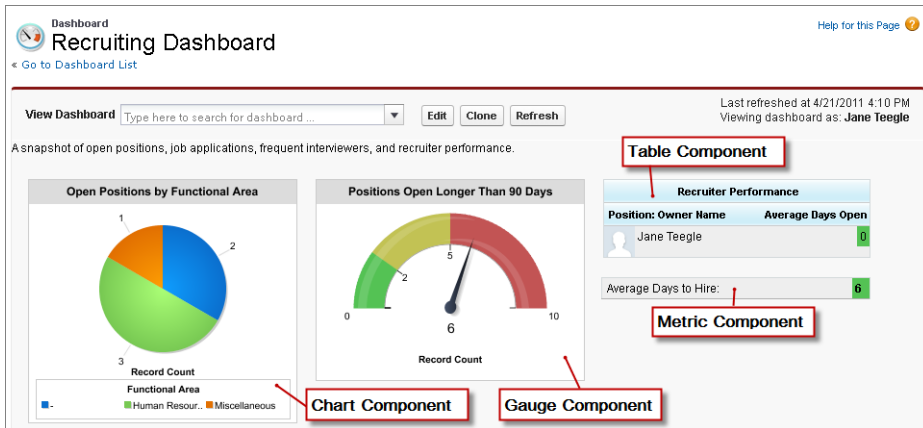 Dashboard
Recruiting Dashboard
Help for this Page ?
« Go to Dashboard List
View Dashboard Type here to search for dashboard ... Edit Clone Refresh
Last refreshed at 4/21/2011 4:10 PM
Viewing dashboard as: Jane Teegle
A snapshot of open positions, job applications, frequent interviewers, and recruiter performance.
Table Component
Open Positions by Functional Area
1
2
3
Record Count
Functional Area
- Human Resour.. Miscellaneous
Chart Component
Positions Open Longer Than 90 Days
5
2
0
10
6
Record Count
Gauge Component
Recruiter Performance
Position: Owner Name Average Days Open
Jane Teegle 0
Average Days to Hire: 6
Metric Component